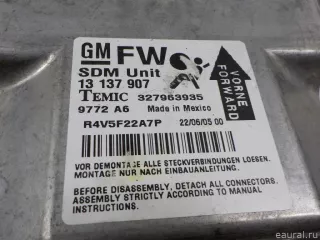 GM FW
SDM Unit
13 137 907
TEMIC 327963935
9772 A6 Made in Mexico
R4V5F22A7P 22/06/05 00
VORNE
FORWARD
VOR DEMONTAGE ALLE STECKVERBINDUNGEN LOESEN.
MONTAGE NUR NACH EINBAUANLEITUNG.
BEFORE DISASSEMBLY, DETACH ALL CONNECTORS.
ASSEMBLY STRICTLY ACCORDING TO MANUAL
INSTRUCTIONS.
eaural.ru